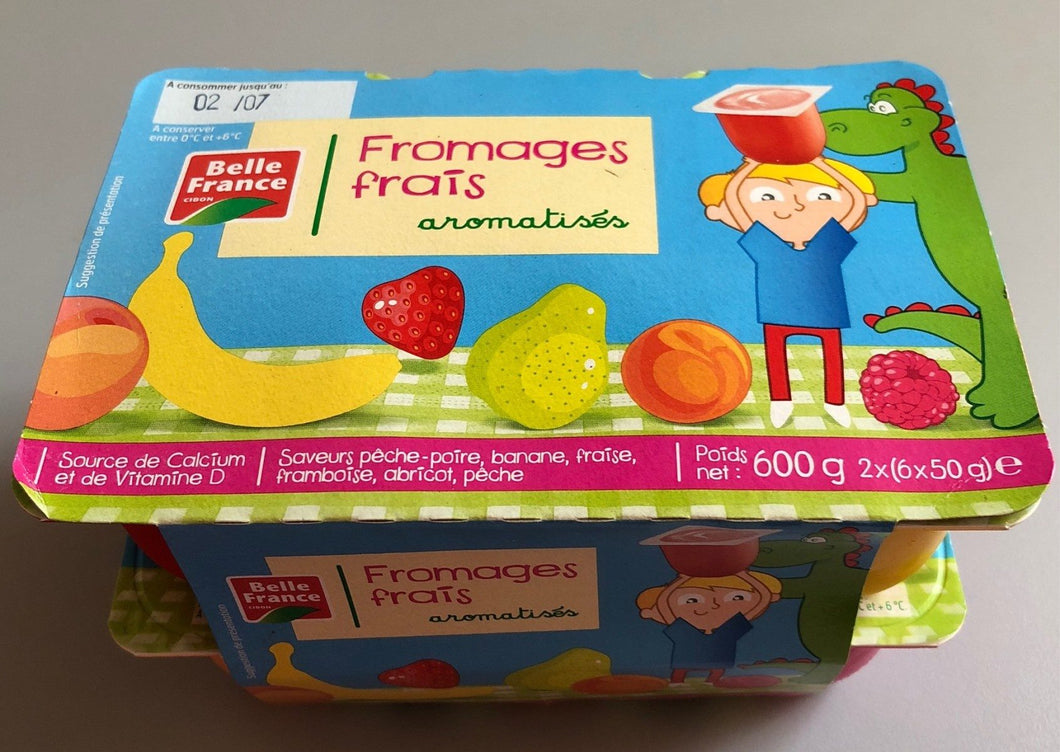 A consommer jusqu'au :
02 /07
A conserver
entre 0°C et +6°C
Belle
France
CIBON
Fromages
frais
aromatisés
Suggestion de présentation
Source de Calcium
et de Vitamine D
Saveurs pêche-poire, banane, fraise,
framboise, abricot, pêche
Poids
net : 600 g 2x(6x50 g) e
Belle
France
CIBON
Fromages
frais
aromatisés
Suggestion de présentation
C et +6°C